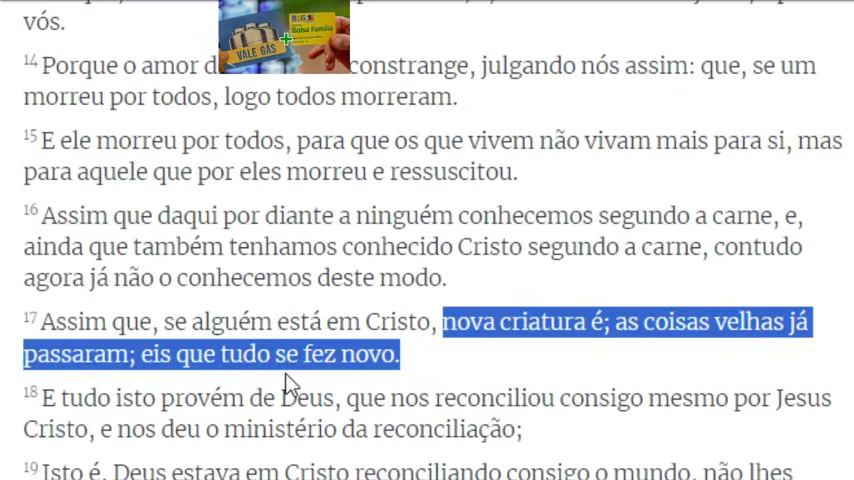 vós.
VALE GÁS
Bolsa Família
14 Porque o amor d constrange, julgando nós assim: que, se um
morreu por todos, logo todos morreram.
15 E ele morreu por todos, para que os que vivem não vivam mais para si, mas
para aquele que por eles morreu e ressuscitou.
16 Assim que daqui por diante a ninguém conhecemos segundo a carne, e,
ainda que também tenhamos conhecido Cristo segundo a carne, contudo
agora já não o conhecemos deste modo.
17 Assim que, se alguém está em Cristo, nova criatura é; as coisas velhas já
passaram; eis que tudo se fez novo.
18 E tudo isto provém de Deus, que nos reconciliou consigo mesmo por Jesus
Cristo, e nos deu o ministério da reconciliação;
19 Isto é, Deus estava em Cristo reconciliando consigo o mundo, não lhes